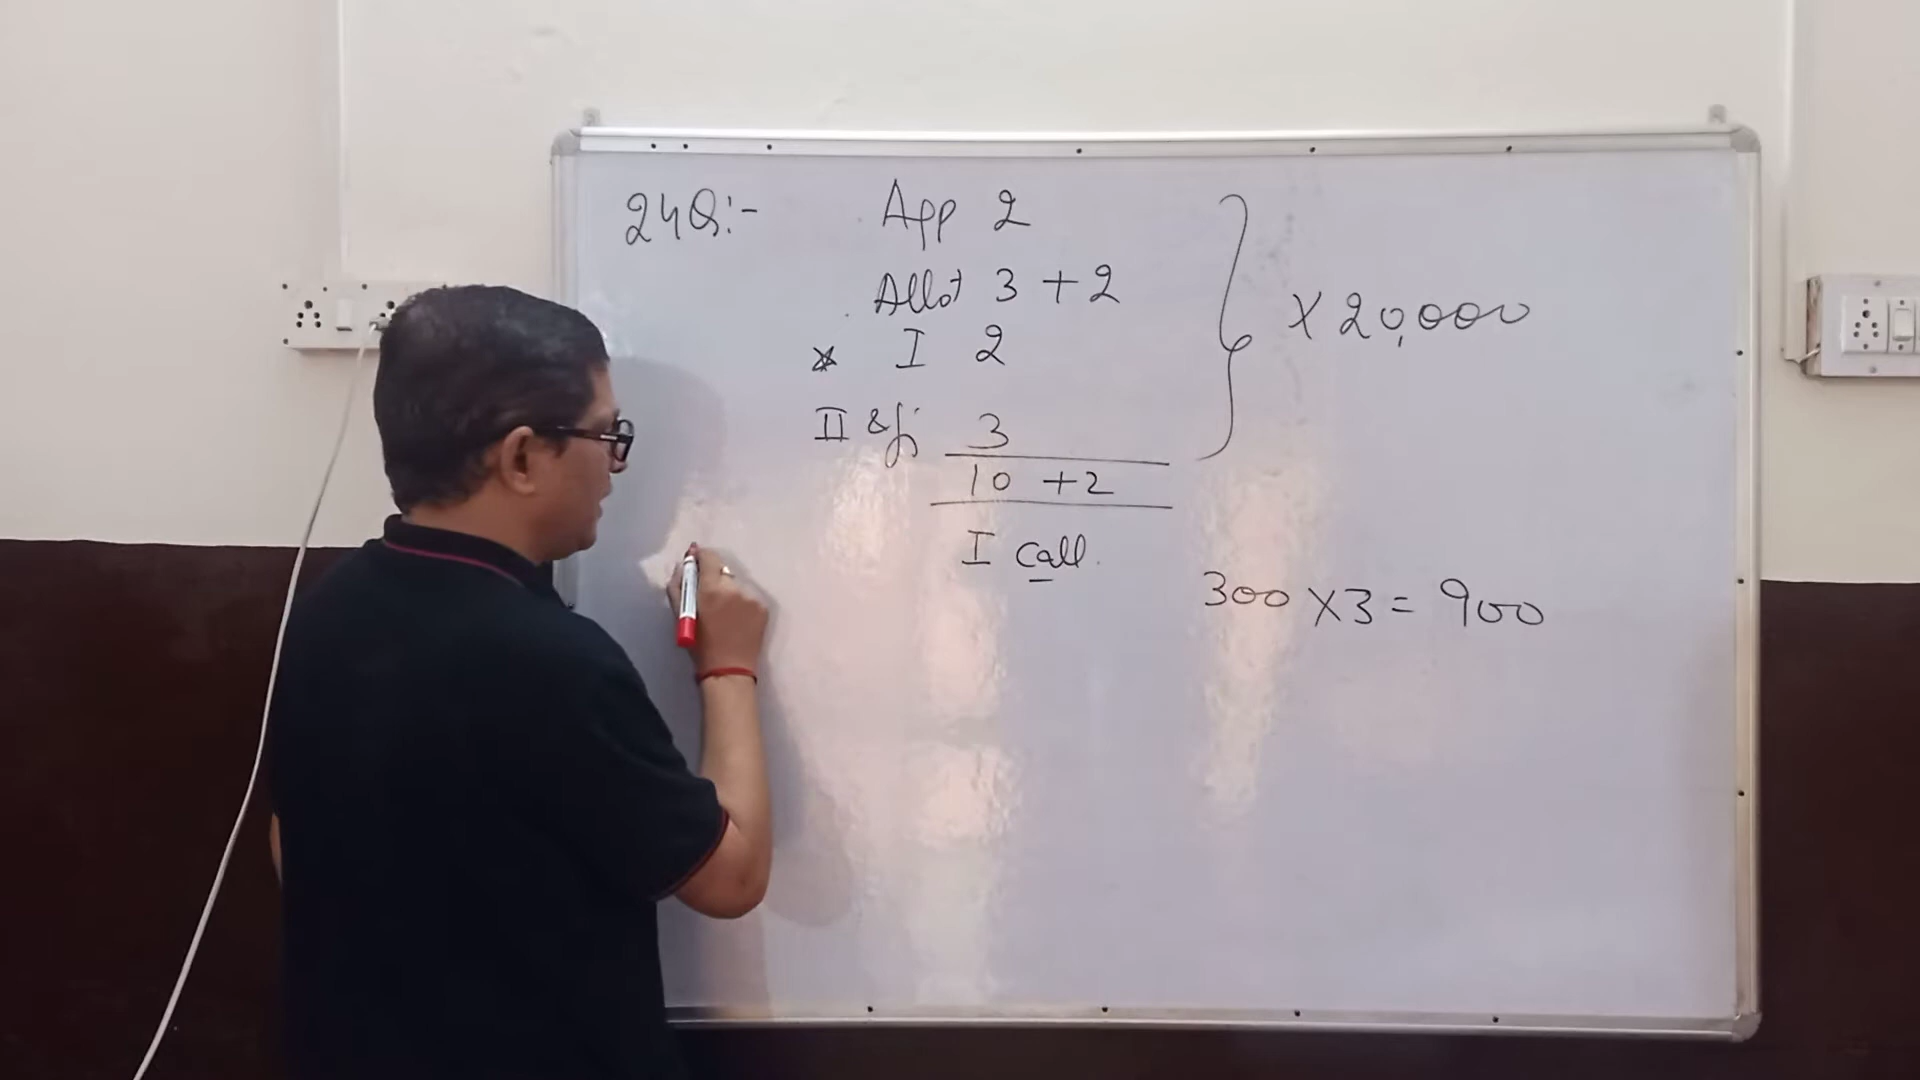 24Q:-
App 2
Allot 3 + 2
I 2
II & f: 3
10 + 2
× 20,000
I call.
300 × 3 = 900